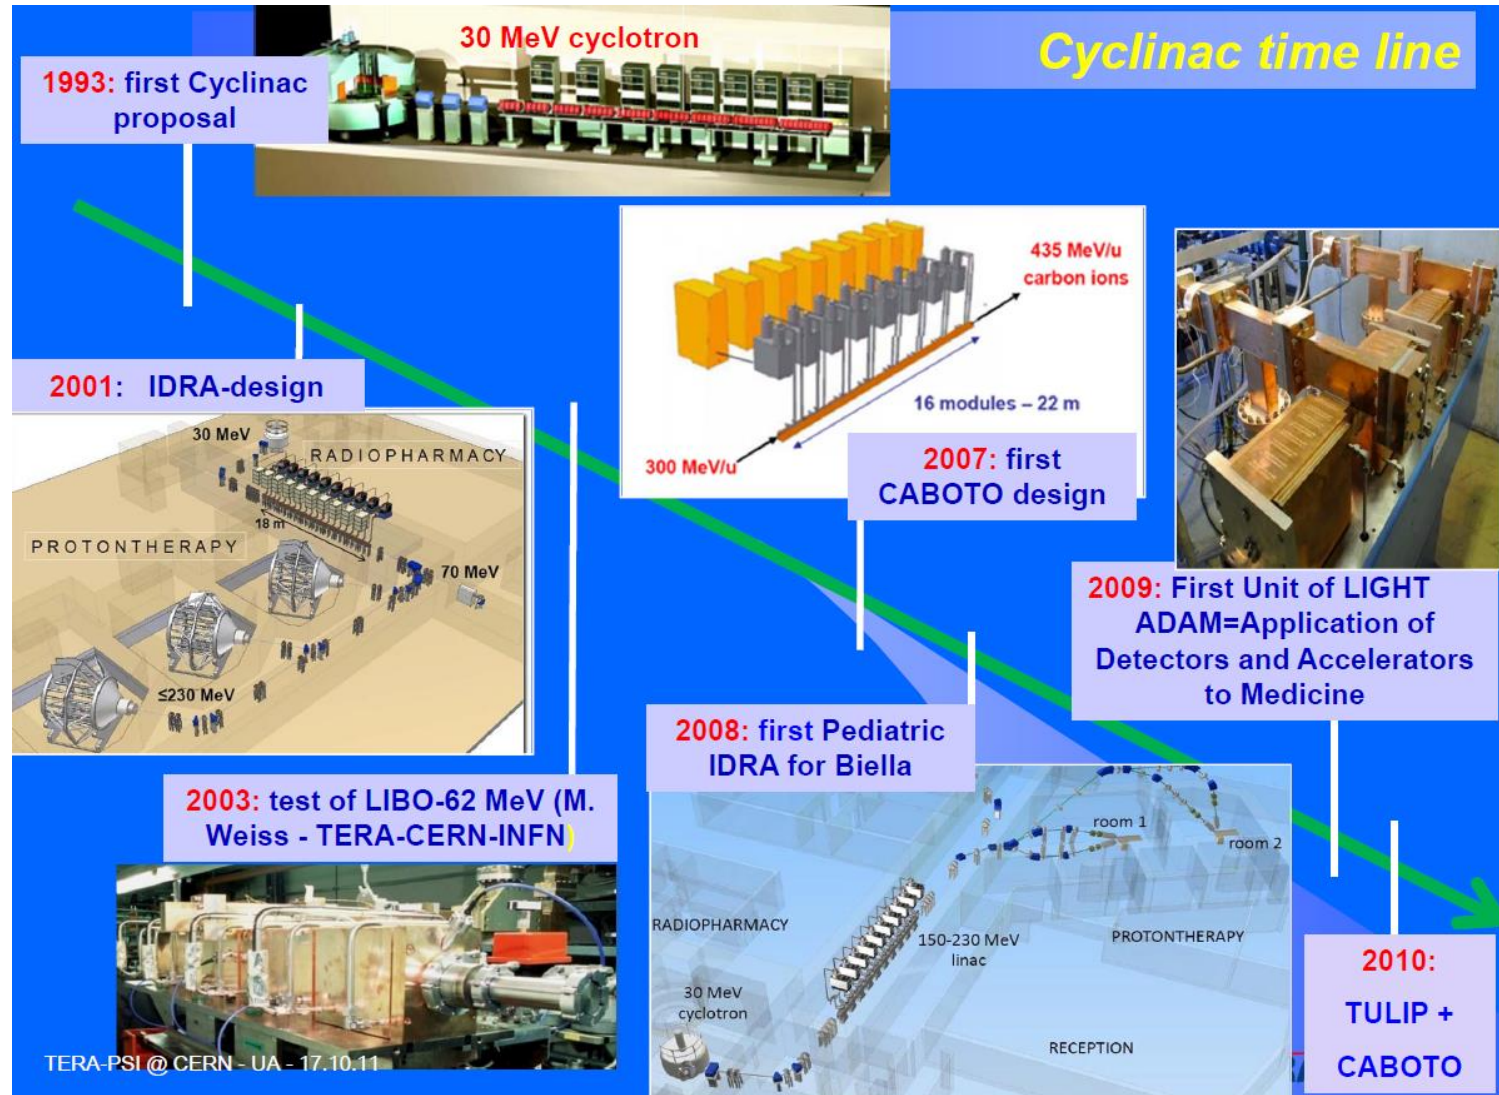 Cyclinac time line
30 MeV cyclotron
1993: first Cyclinac
proposal
435 MeV/u
carbon ions
16 modules – 22 m
300 MeV/u
2001:   IDRA-design
30 MeV
RADIOPHARMACY
18 m
PROTONTHERAPY
70 MeV
≤230 MeV
2007: first
CABOTO design
2009: First Unit of LIGHT
ADAM=Application of
Detectors and Accelerators
to Medicine
2008: first Pediatric
IDRA for Biella
2003: test of LIBO-62 MeV (M.
Weiss - TERA-CERN-INFN)
room 1
room 2
RADIOPHARMACY
150-230 MeV
linac
PROTONTHERAPY
30 MeV
cyclotron
RECEPTION
2010:
TULIP +
CABOTO
TERA-PSI @ CERN - UA - 17.10.11